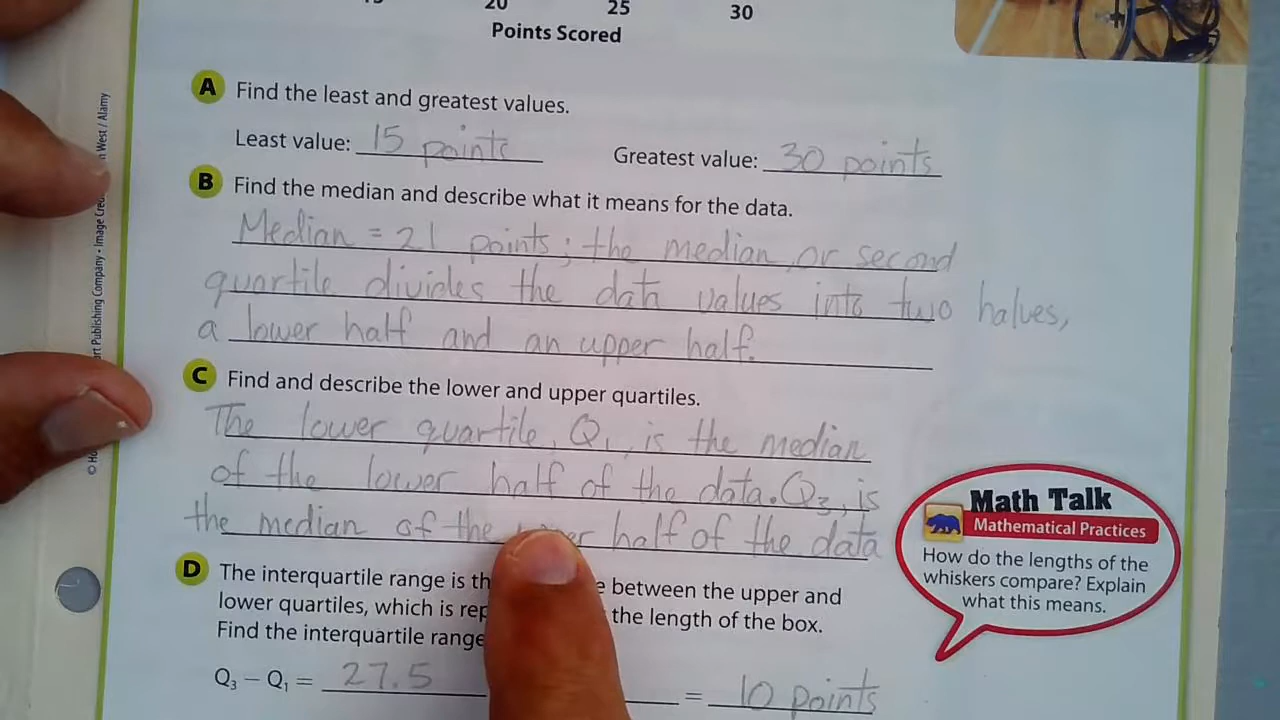 20 25 30
Points Scored
A Find the least and greatest values.
Least value: 15 points Greatest value: 30 points
B Find the median and describe what it means for the data.
Median = 21 points; the median, or second
quartile divides the data values into two halves,
a lower half and an upper half.
C Find and describe the lower and upper quartiles.
The lower quartile, Q1, is the median
of the lower half of the data. Q3, is
the median of the half of the data
D The interquartile range is between the upper and
lower quartiles, which is the length of the box.
Find the interquartile range
Q3 − Q1 = 27.5 = 10 points
Math Talk
Mathematical Practices
How do the lengths of the
whiskers compare? Explain
what this means.
Publishing Company • Image West / Alamy